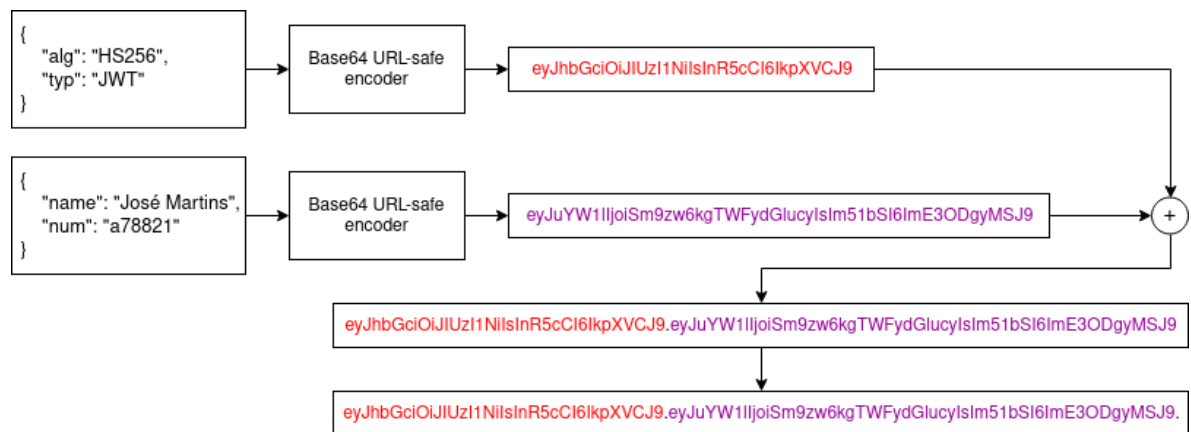 {
"alg": "HS256",
"typ": "JWT"
}
Base64 URL-safe
encoder
eyJhbGciOiJIUzI1NiIsInR5cCI6IkpXVCJ9
{
"name": "José Martins",
"num": "a78821"
}
Base64 URL-safe
encoder
eyJuYW1lIjoiSm9zw6kgTWFydGlucyIsIm51bSI6ImE3ODgyMSJ9
+
eyJhbGciOiJIUzI1NiIsInR5cCI6IkpXVCJ9.eyJuYW1lIjoiSm9zw6kgTWFydGlucyIsIm51bSI6ImE3ODgyMSJ9
eyJhbGciOiJIUzI1NiIsInR5cCI6IkpXVCJ9.eyJuYW1lIjoiSm9zw6kgTWFydGlucyIsIm51bSI6ImE3ODgyMSJ9.